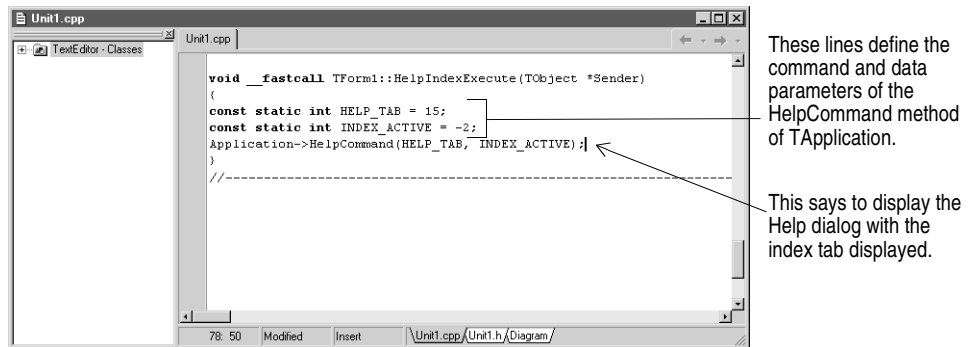 Unit1.cpp
TextEditor - Classes
Unit1.cpp
void __fastcall TForm1::HelpIndexExecute(TObject *Sender)
{
const static int HELP_TAB = 15;
const static int INDEX_ACTIVE = -2;
Application->HelpCommand(HELP_TAB, INDEX_ACTIVE);
}
//------------------------------------------------------------------
78: 50 Modified Insert Unit1.cpp Unit1.h Diagram
These lines define the
command and data
parameters of the
HelpCommand method
of TApplication.
This says to display the
Help dialog with the
index tab displayed.